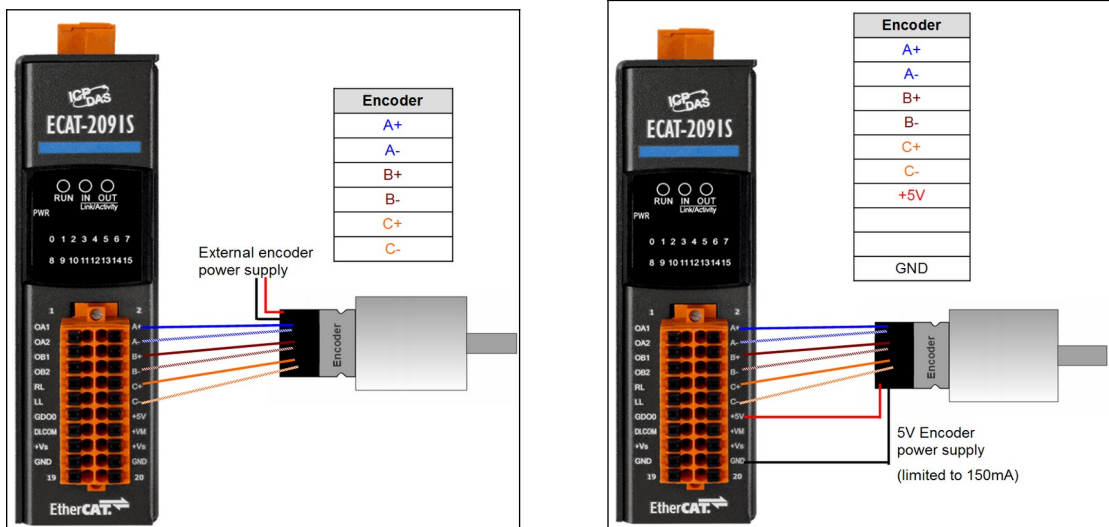 ICP DAS
ECAT-2091S
RUN IN OUT
Link/Activity
PWR
0 1 2 3 4 5 6 7
8 9 10 11 12 13 14 15
1 2
OA1 A+
OA2 A-
OB1 B+
OB2 B-
RL C+
LL C-
GDO0 +5V
DI.COM +VM
+Vs +Vs
GND GND
19 20
EtherCAT.
External encoder
power supply
Encoder
Encoder
A+
A-
B+
B-
C+
C-
ICP DAS
ECAT-2091S
RUN IN OUT
Link/Activity
PWR
0 1 2 3 4 5 6 7
8 9 10 11 12 13 14 15
1 2
OA1 A+
OA2 A-
OB1 B+
OB2 B-
RL C+
LL C-
GDO0 +5V
DI.COM +VM
+Vs +Vs
GND GND
19 20
EtherCAT.
Encoder
A+
A-
B+
B-
C+
C-
+5V
GND
Encoder
5V Encoder
power supply
(limited to 150mA)